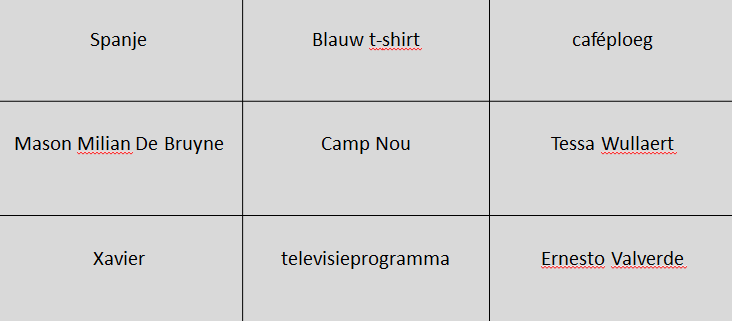 Spanje
Blauw t-shirt
caféploeg
Mason Milian De Bruyne
Camp Nou
Tessa Wullaert
Xavier
televisieprogramma
Ernesto Valverde